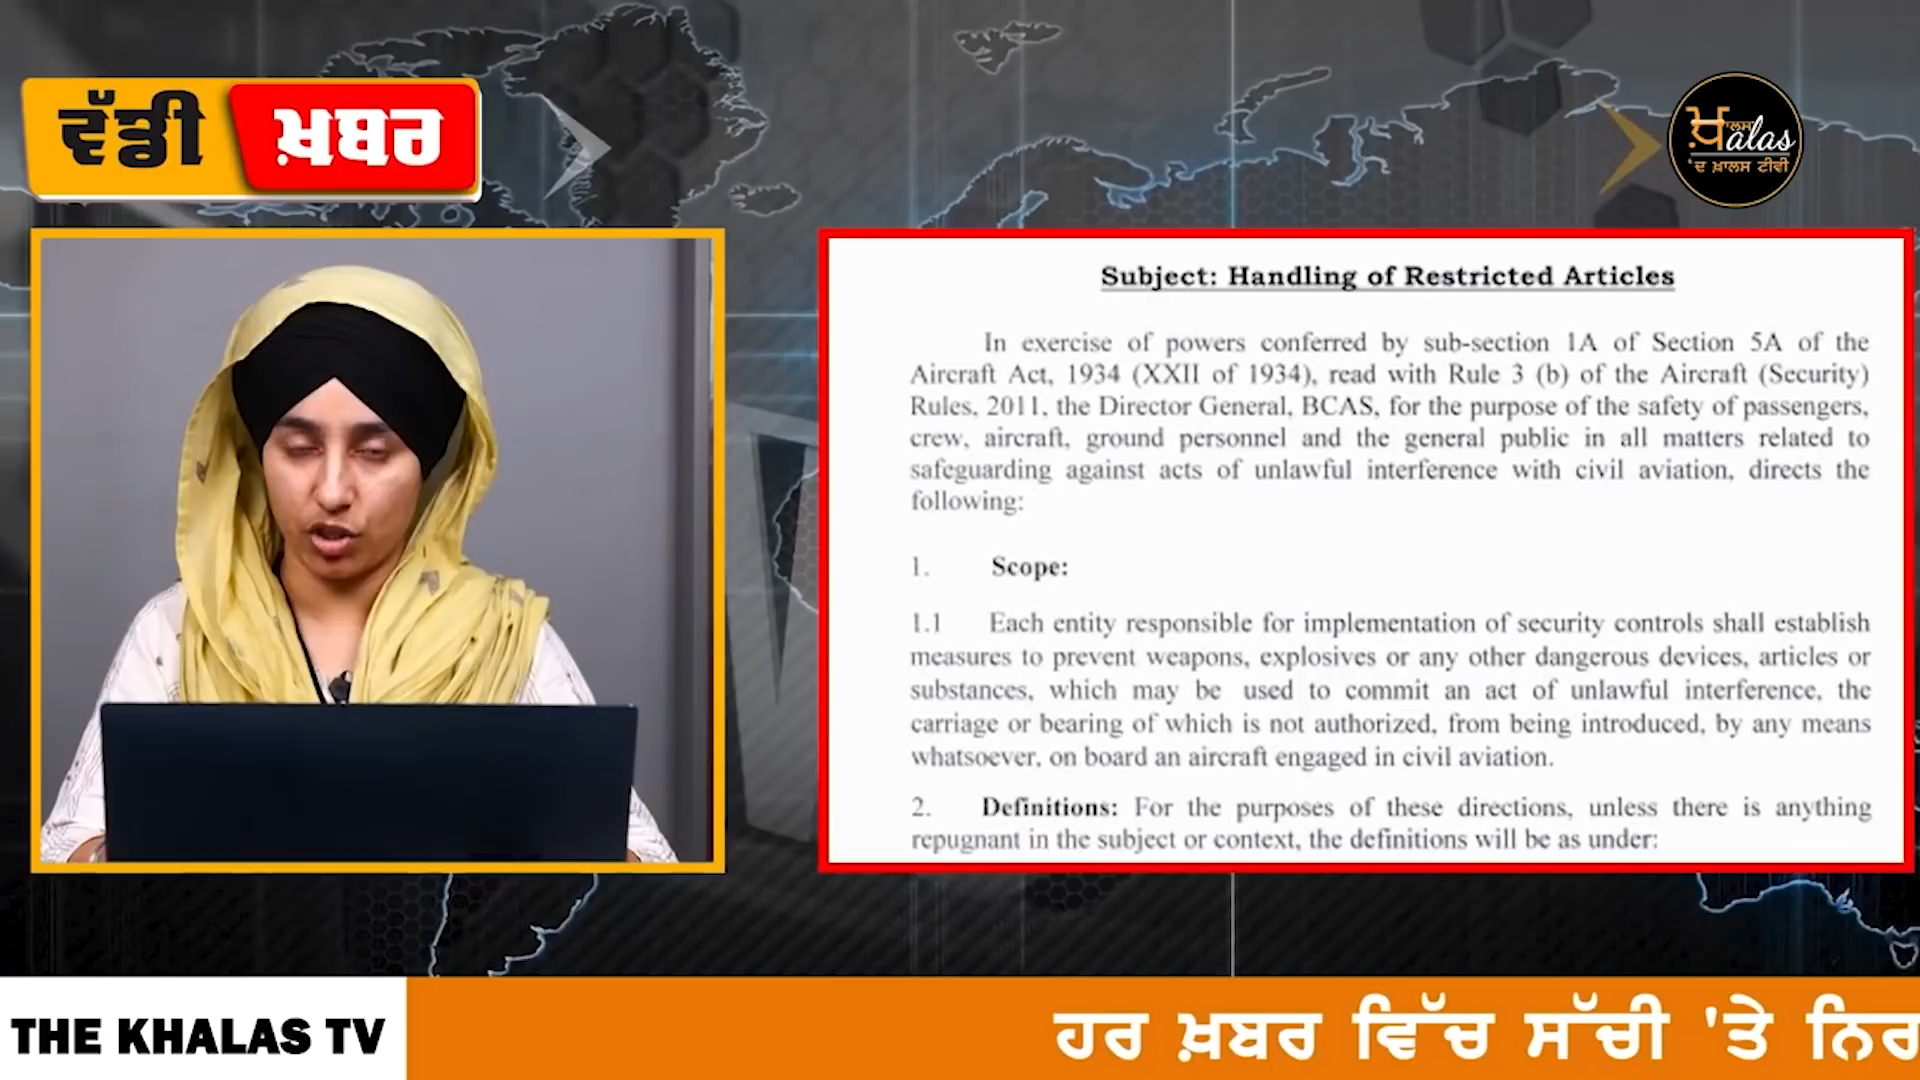 ਵੱਡੀ ਖ਼ਬਰ
ਖ਼ਾਲਸ alas
'ਦ ਖ਼ਾਲਸ ਟੀਵੀ
Subject: Handling of Restricted Articles
In exercise of powers conferred by sub-section 1A of Section 5A of the
Aircraft Act, 1934 (XXII of 1934), read with Rule 3 (b) of the Aircraft (Security)
Rules, 2011, the Director General, BCAS, for the purpose of the safety of passengers,
crew, aircraft, ground personnel and the general public in all matters related to
safeguarding against acts of unlawful interference with civil aviation, directs the
following:
1. Scope:
1.1 Each entity responsible for implementation of security controls shall establish
measures to prevent weapons, explosives or any other dangerous devices, articles or
substances, which may be used to commit an act of unlawful interference, the
carriage or bearing of which is not authorized, from being introduced, by any means
whatsoever, on board an aircraft engaged in civil aviation.
2. Definitions: For the purposes of these directions, unless there is anything
repugnant in the subject or context, the definitions will be as under:
THE KHALAS TV
ਹਰ ਖ਼ਬਰ ਵਿੱਚ ਸੱਚੀ 'ਤੇ ਨਿਰ